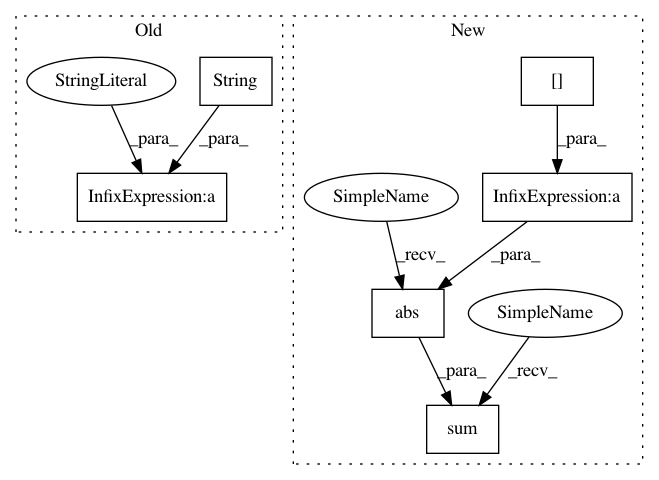 Old
New
StringLiteral
String
[]
_para_
_para_
_para_
InfixExpression:a
SimpleName
InfixExpression:a
_recv_
_para_
abs
SimpleName
_para_
_recv_
sum